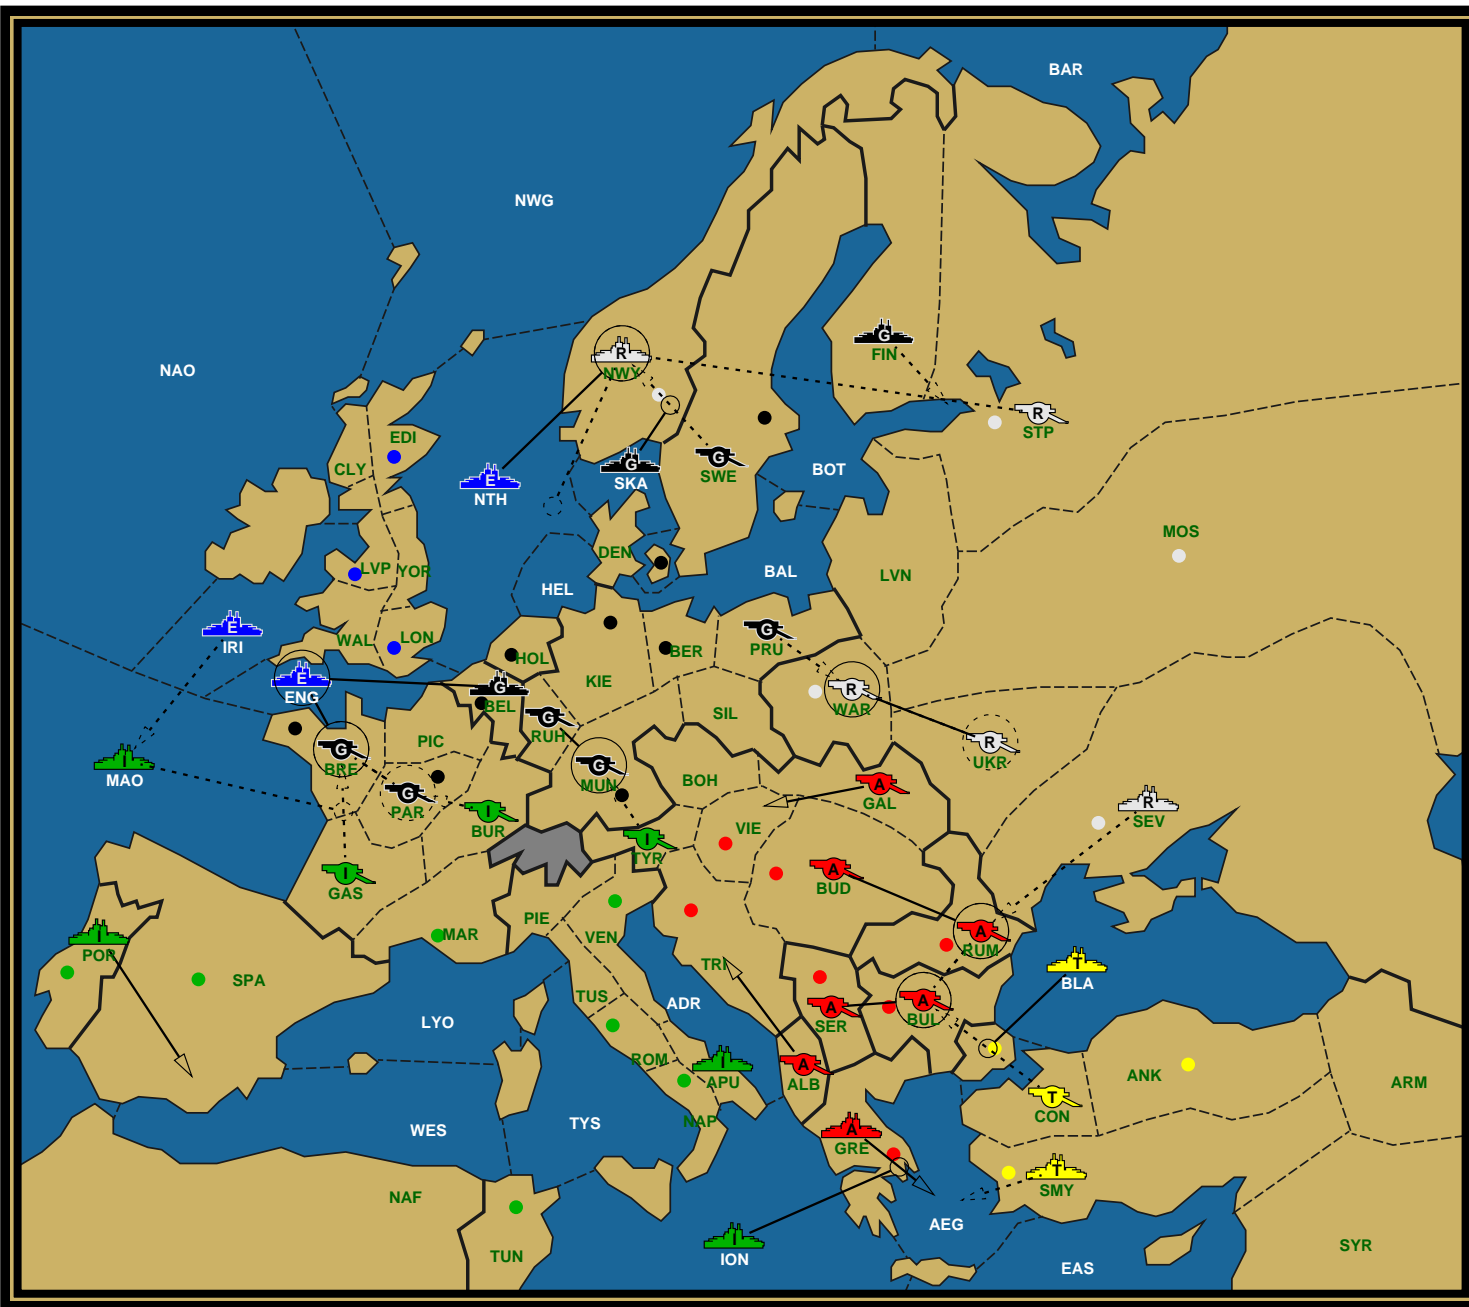 BAR
NWG
NAO
R
NWY
G
FIN
R
STP
EDI
CLY
E
NTH
G
SKA
G
SWE
BOT
MOS
DEN
LVP
YOR
HEL
BAL
LVN
E
IRI
WAL
LON
G
PRU
HOL
BER
KIE
E
ENG
G
BEL
R
WAR
G
RUH
SIL
PIC
G
BRE
R
UKR
I
MAO
G
MUN
BOH
G
PAR
A
GAL
I
BUR
R
SEV
VIE
I
TYR
I
GAS
A
BUD
PIE
I
POR
MAR
VEN
A
RUM
T
BLA
SPA
TRI
TUS
ADR
LYO
A
SER
A
BUL
ROM
I
APU
A
ALB
ANK
ARM
T
CON
WES
TYS
NAP
A
GRE
T
SMY
NAF
AEG
I
ION
TUN
SYR
EAS